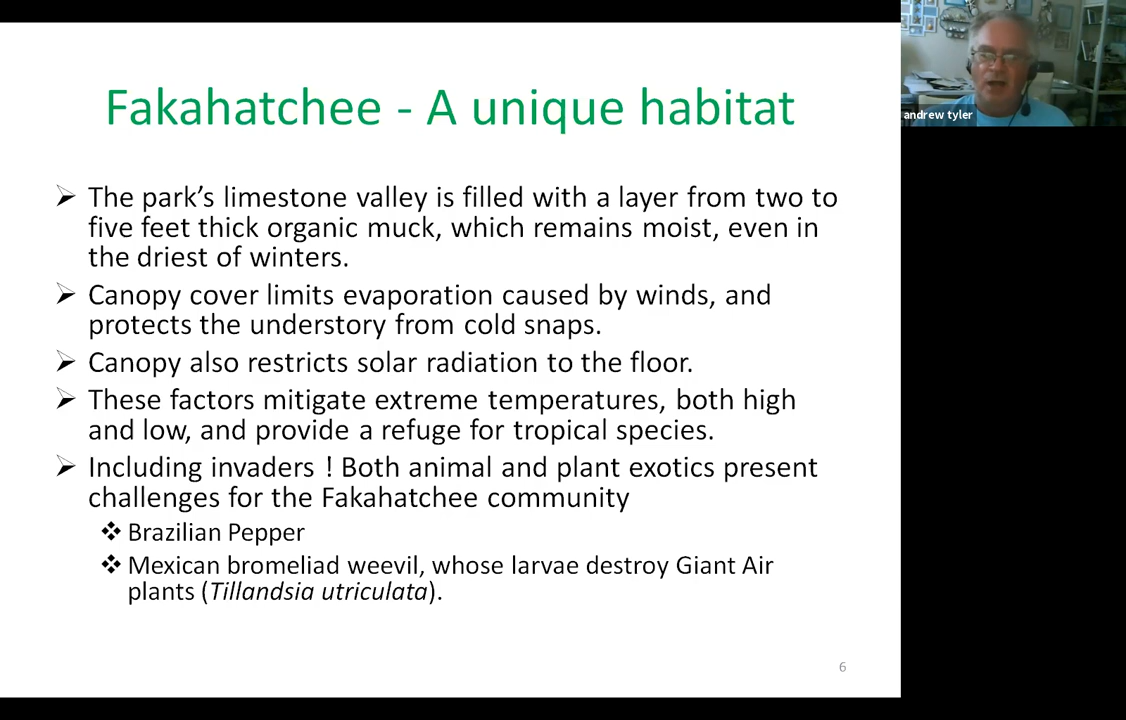 Fakahatchee - A unique habitat
andrew tyler
➢ The park’s limestone valley is filled with a layer from two to
five feet thick organic muck, which remains moist, even in
the driest of winters.
➢ Canopy cover limits evaporation caused by winds, and
protects the understory from cold snaps.
➢ Canopy also restricts solar radiation to the floor.
➢ These factors mitigate extreme temperatures, both high
and low, and provide a refuge for tropical species.
➢ Including invaders ! Both animal and plant exotics present
challenges for the Fakahatchee community
❖ Brazilian Pepper
❖ Mexican bromeliad weevil, whose larvae destroy Giant Air
plants (Tillandsia utriculata).
6